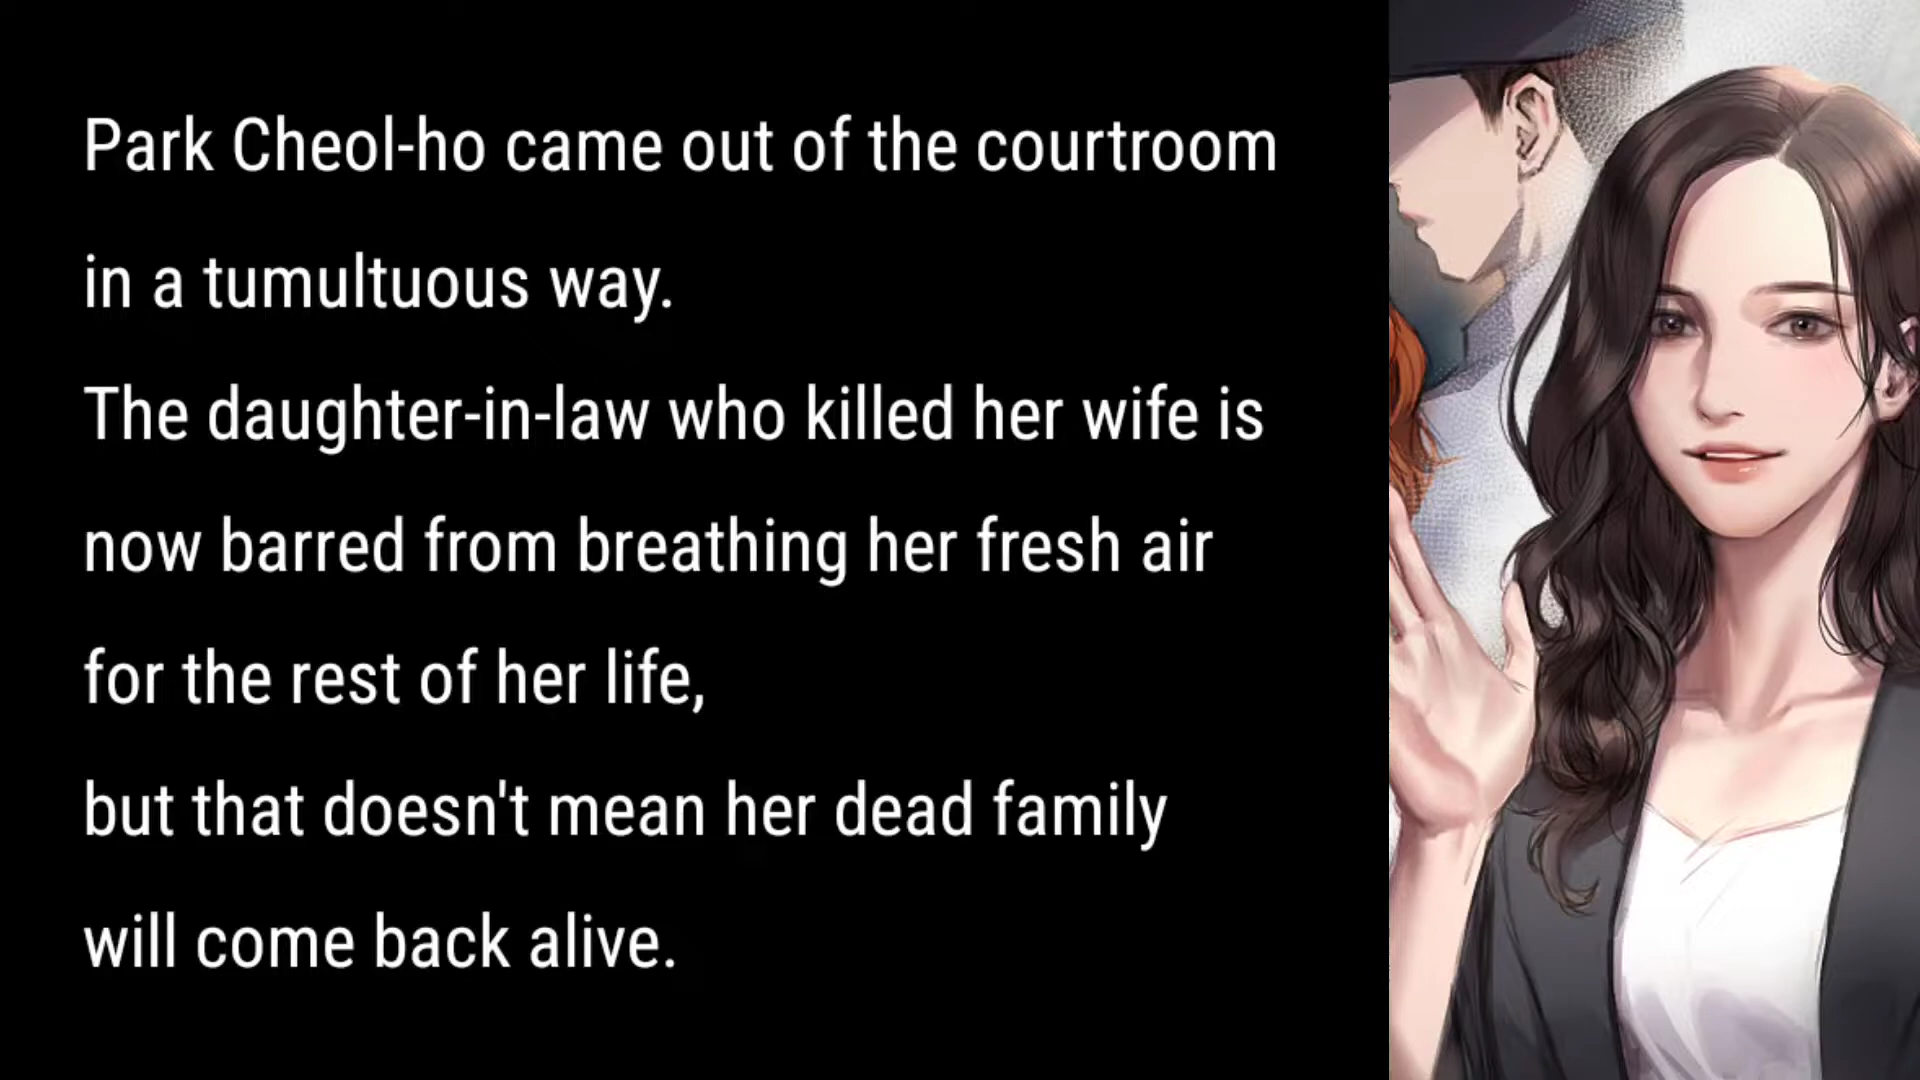 Park Cheol-ho came out of the courtroom
in a tumultuous way.
The daughter-in-law who killed her wife is
now barred from breathing her fresh air
for the rest of her life,
but that doesn't mean her dead family
will come back alive.